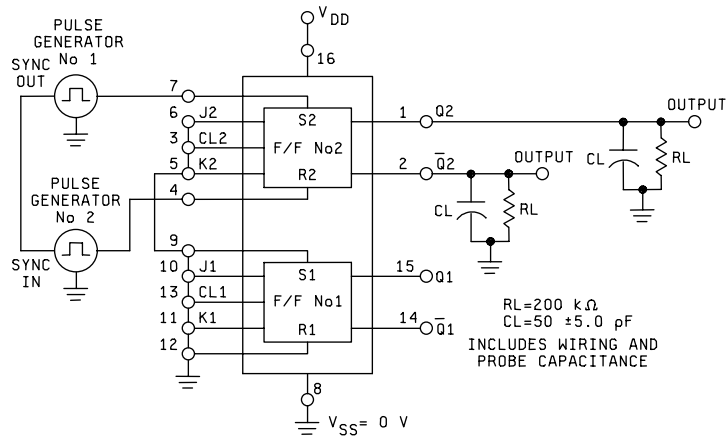 PULSE
GENERATOR
No 1
SYNC
OUT
PULSE
GENERATOR
No 2
SYNC
IN
V DD
16
7
6 J2
3 CL2
5 K2
4
9
10 J1
13 CL1
11 K1
12
S2
F/F No2
R2
S1
F/F No1
R1
1 Q2
2 Q̅2
15 Q1
14 Q̅1
OUTPUT
CL RL
OUTPUT
CL RL
8
VSS= 0 V
RL=200 kΩ
CL=50 ±5.0 pF
INCLUDES WIRING AND
PROBE CAPACITANCE